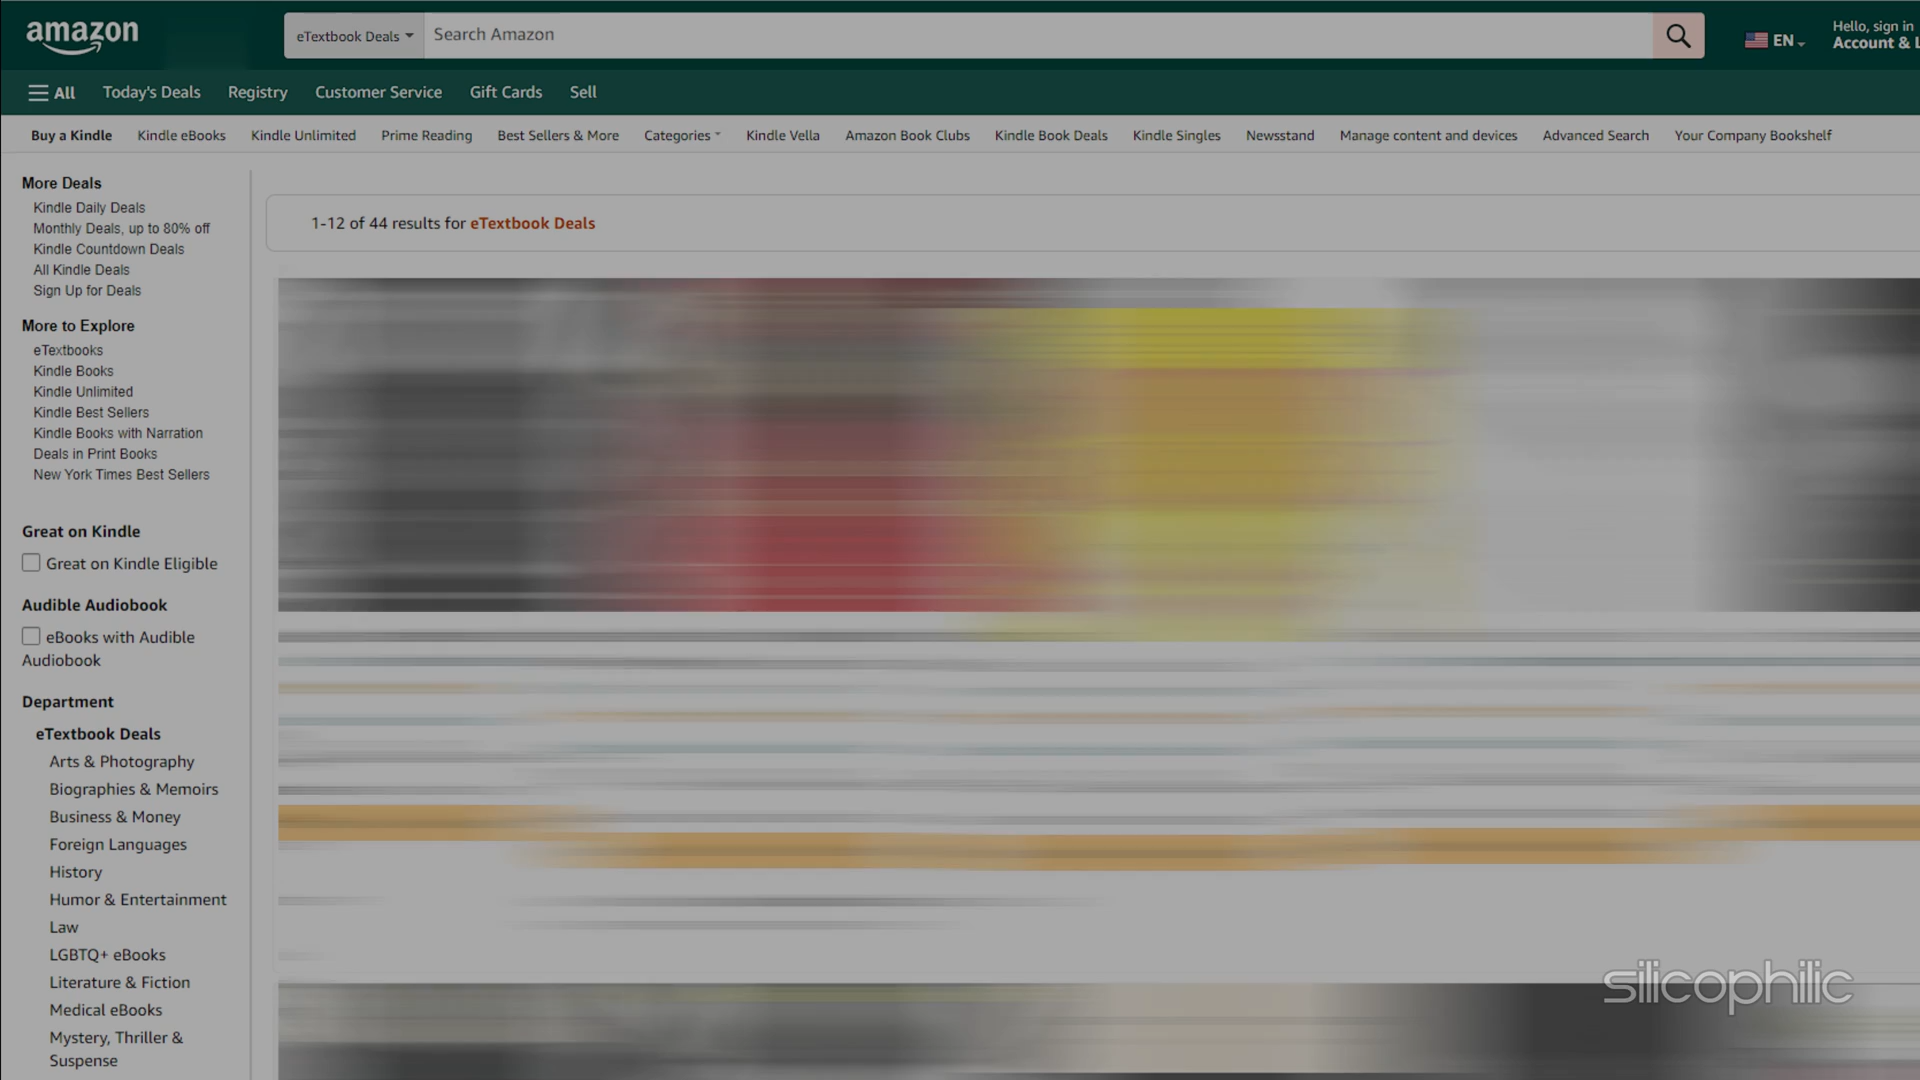 amazon
eTextbook Deals
Search Amazon
EN
Hello, sign in
Account & L
All
Today's Deals
Registry
Customer Service
Gift Cards
Sell
Buy a Kindle
Kindle eBooks
Kindle Unlimited
Prime Reading
Best Sellers & More
Categories
Kindle Vella
Amazon Book Clubs
Kindle Book Deals
Kindle Singles
Newsstand
Manage content and devices
Advanced Search
Your Company Bookshelf
More Deals
Kindle Daily Deals
Monthly Deals, up to 80% off
Kindle Countdown Deals
All Kindle Deals
Sign Up for Deals
More to Explore
eTextbooks
Kindle Books
Kindle Unlimited
Kindle Best Sellers
Kindle Books with Narration
Deals in Print Books
New York Times Best Sellers
Great on Kindle
Great on Kindle Eligible
Audible Audiobook
eBooks with Audible
Audiobook
Department
eTextbook Deals
Arts & Photography
Biographies & Memoirs
Business & Money
Foreign Languages
History
Humor & Entertainment
Law
LGBTQ+ eBooks
Literature & Fiction
Medical eBooks
Mystery, Thriller &
Suspense
1-12 of 44 results for eTextbook Deals
silicophilic